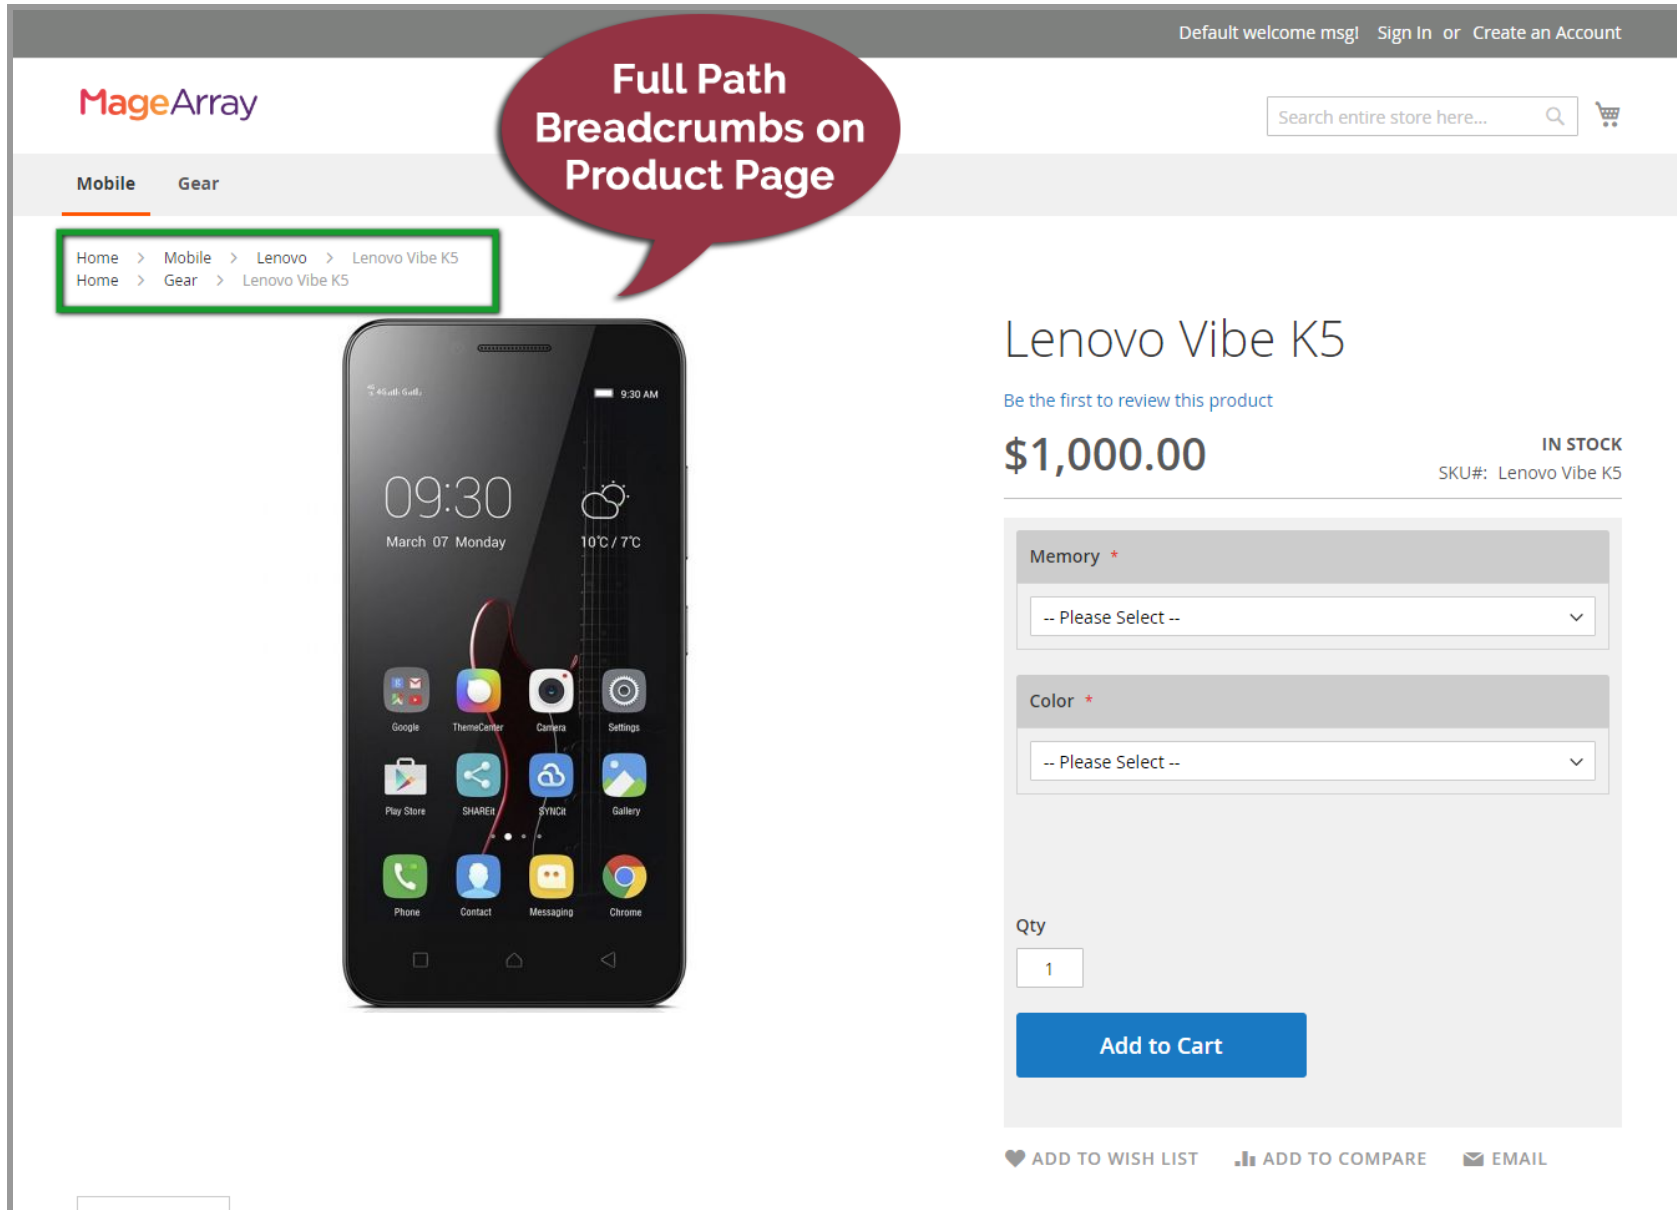 Default welcome msg! Sign In or Create an Account
MageArray
Full Path
Breadcrumbs on
Product Page
Search entire store here...
Mobile Gear
Home > Mobile > Lenovo > Lenovo Vibe K5
Home > Gear > Lenovo Vibe K5
Lenovo Vibe K5
Be the first to review this product
$1,000.00
IN STOCK
SKU#: Lenovo Vibe K5
9:30 AM
09:30
March 07 Monday
10℃ / 7℃
Google ThemeCenter Camera Settings
Play Store SHAREit SYNCit Gallery
Phone Contact Messaging Chrome
Memory *
-- Please Select --
Color *
-- Please Select --
Qty
1
Add to Cart
ADD TO WISH LIST ADD TO COMPARE EMAIL